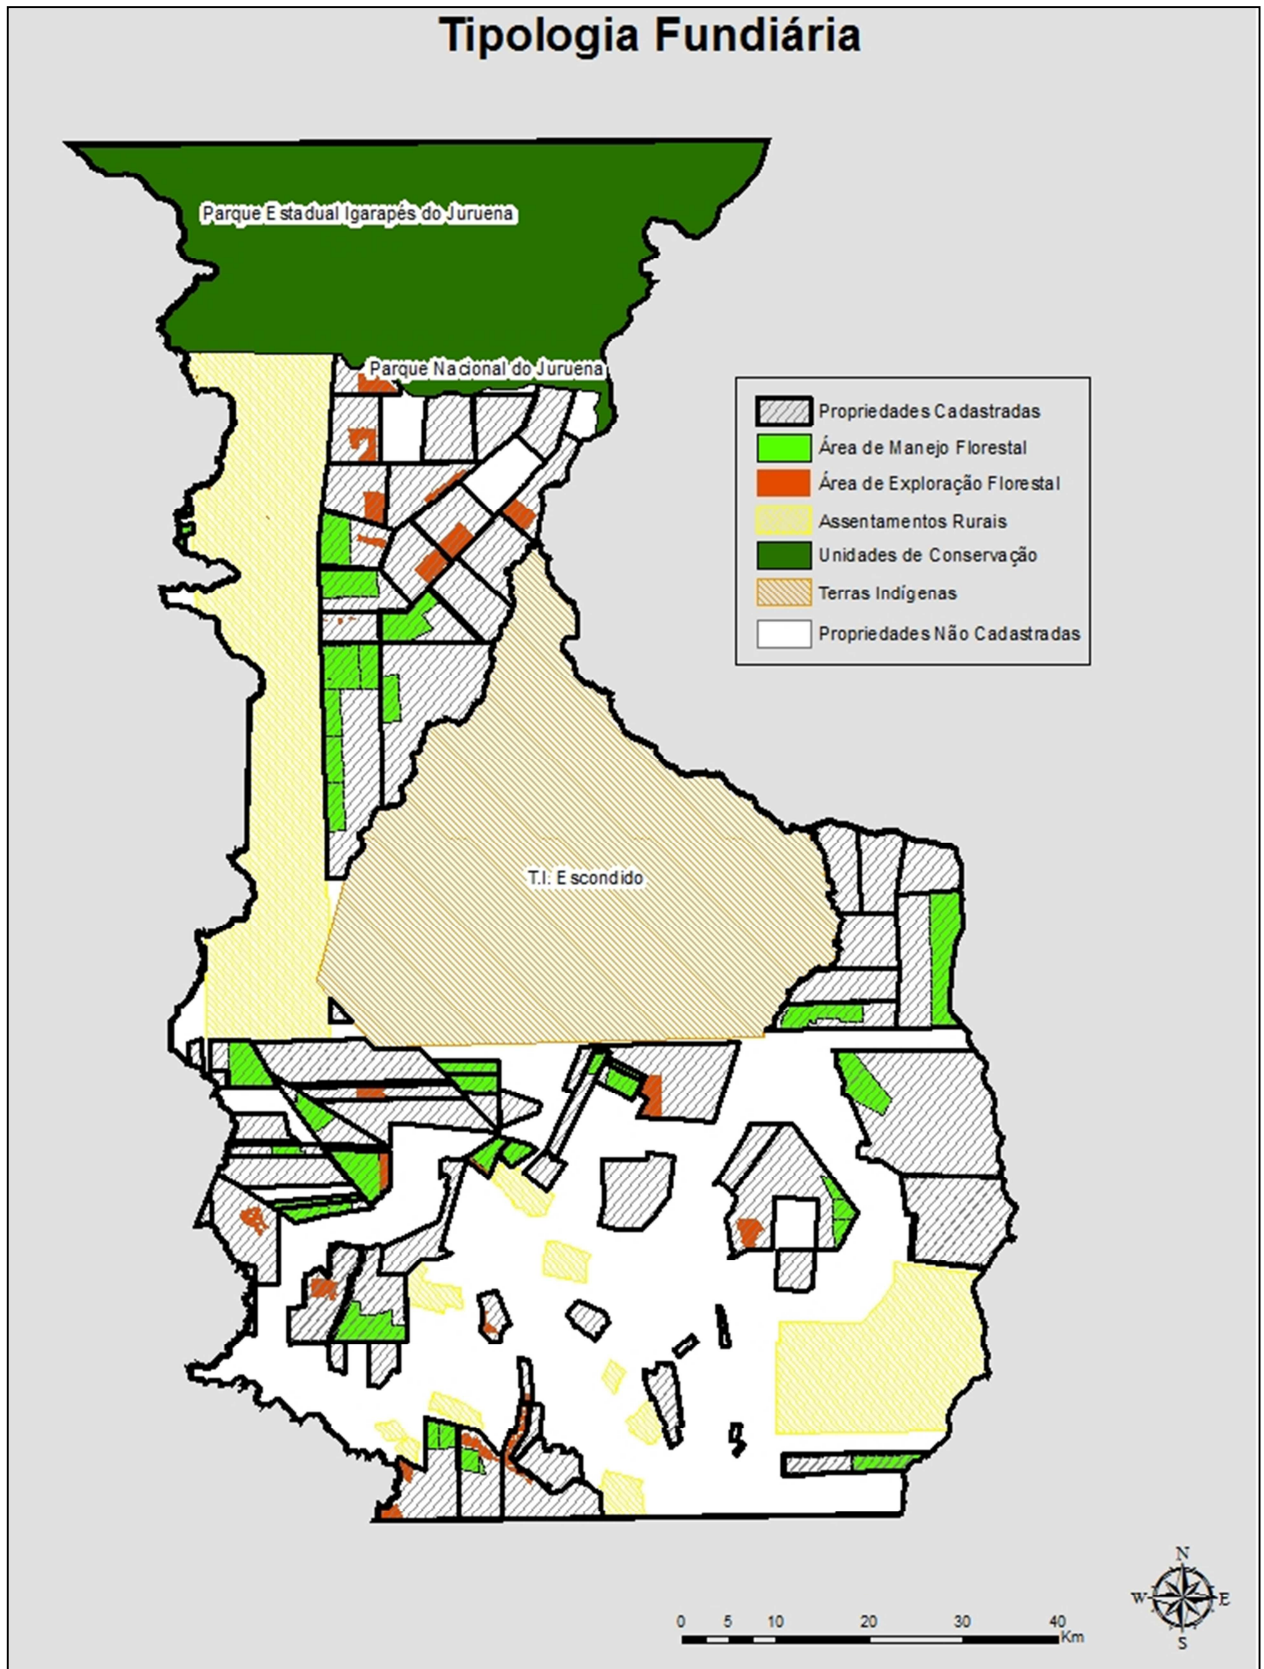 Tipologia Fundiária
Parque Estadual Igarapés do Juruena
Parque Nacional do Juruena
Propriedades Cadastradas
Área de Manejo Florestal
Área de Exploração Florestal
Assentamentos Rurais
Unidades de Conservação
Terras Indígenas
Propriedades Não Cadastradas
T.I. Escondido
N
W E
S
0 5 10 20 30 40
Km